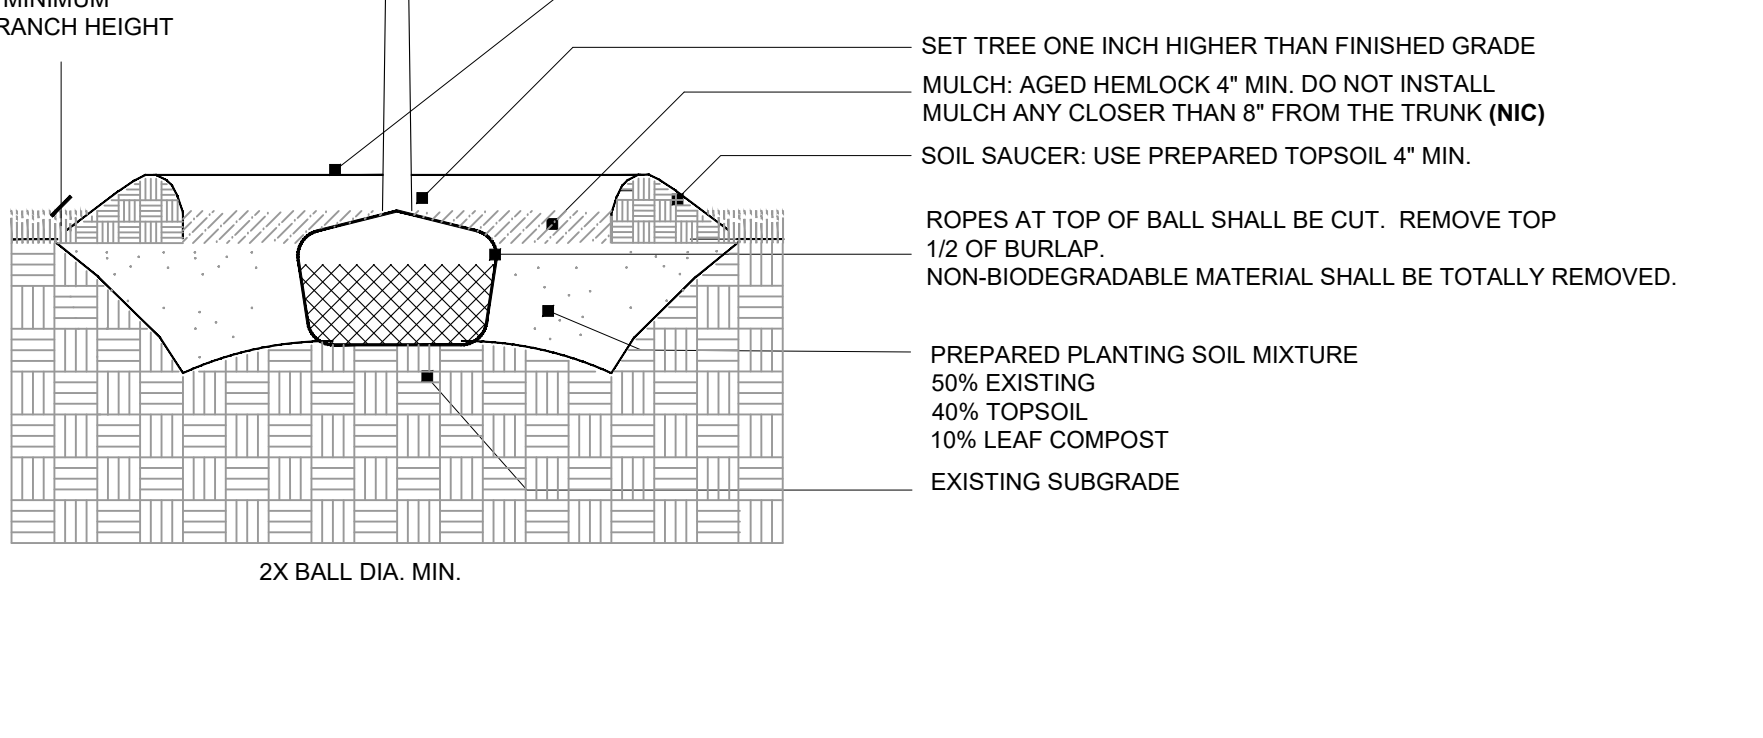 MINIMUM
RANCH HEIGHT
SET TREE ONE INCH HIGHER THAN FINISHED GRADE
MULCH: AGED HEMLOCK 4" MIN. DO NOT INSTALL
MULCH ANY CLOSER THAN 8" FROM THE TRUNK (NIC)
SOIL SAUCER: USE PREPARED TOPSOIL 4" MIN.
ROPES AT TOP OF BALL SHALL BE CUT.  REMOVE TOP
1/2 OF BURLAP.
NON-BIODEGRADABLE MATERIAL SHALL BE TOTALLY REMOVED.
PREPARED PLANTING SOIL MIXTURE
50% EXISTING
40% TOPSOIL
10% LEAF COMPOST
EXISTING SUBGRADE
2X BALL DIA. MIN.